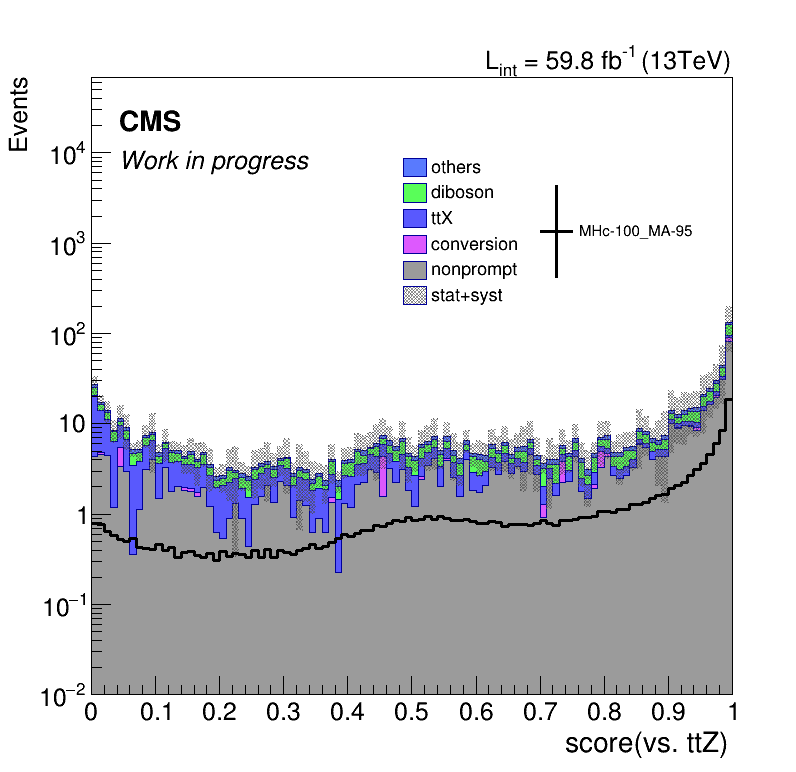 L_int = 59.8 fb^-1 (13TeV)
Events
CMS
Work in progress
others
diboson
ttX
conversion
nonprompt
stat+syst
MHc-100_MA-95
10^4
10^3
10^2
10
1
10^−1
10^−2
0 0.1 0.2 0.3 0.4 0.5 0.6 0.7 0.8 0.9 1
score(vs. ttZ)